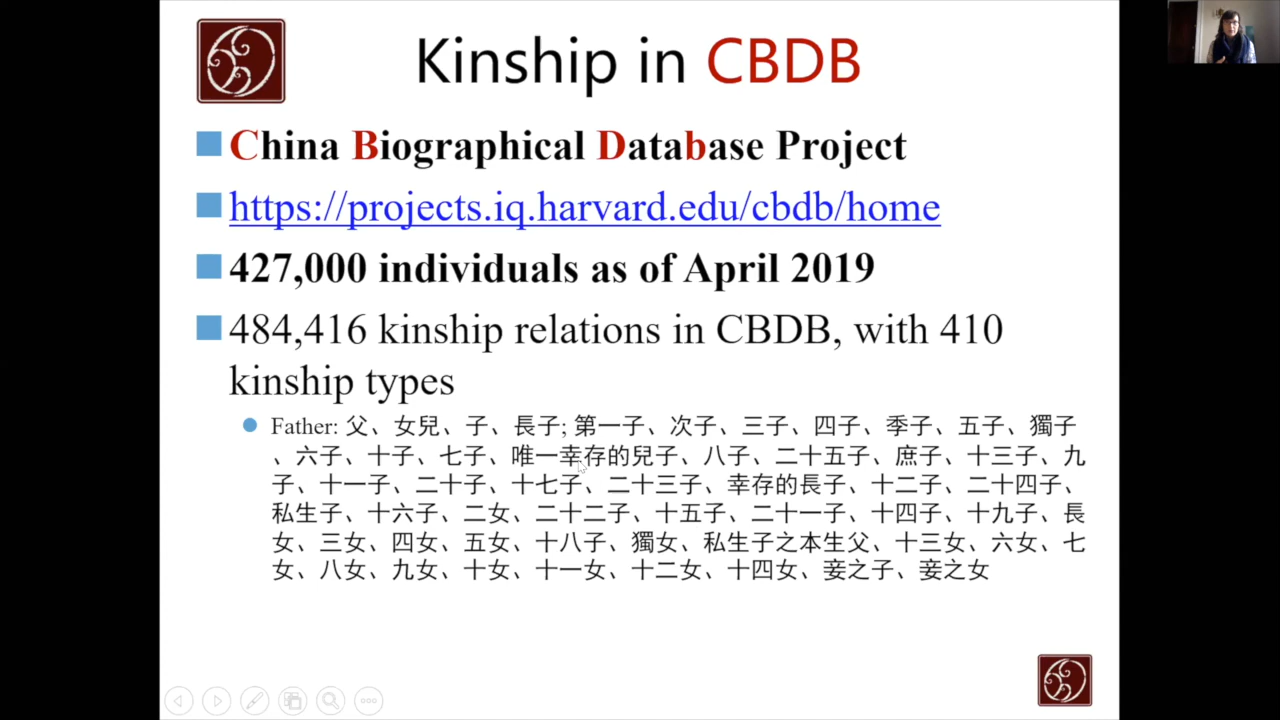 Kinship in CBDB
China Biographical Database Project
https://projects.iq.harvard.edu/cbdb/home
427,000 individuals as of April 2019
484,416 kinship relations in CBDB, with 410
kinship types
Father: 父、女兒、子、長子; 第一子、次子、三子、四子、季子、五子、獨子
、六子、十子、七子、唯一幸存的兒子、八子、二十五子、庶子、十三子、九
子、十一子、二十子、十七子、二十三子、幸存的長子、十二子、二十四子、
私生子、十六子、二女、二十二子、十五子、二十一子、十四子、十九子、長
女、三女、四女、五女、十八子、獨女、私生子之本生父、十三女、六女、七
女、八女、九女、十女、十一女、十二女、十四女、妾之子、妾之女